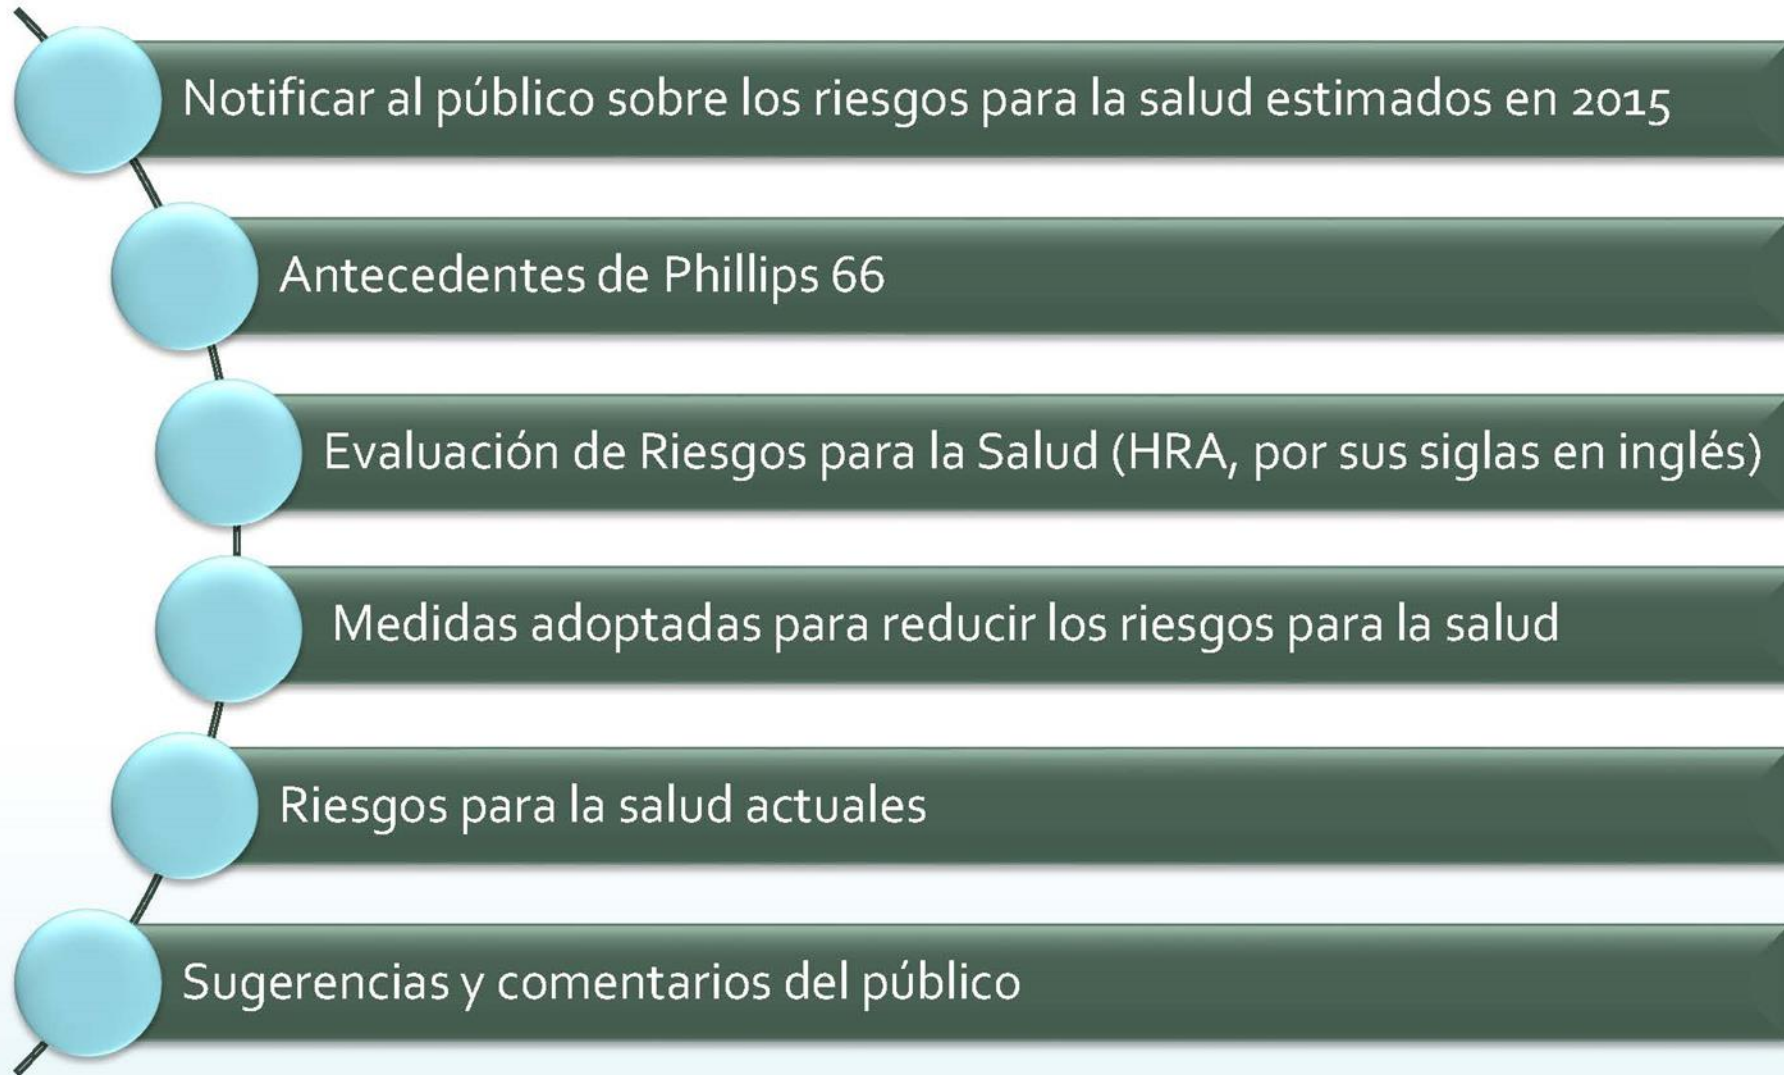 Notificar al público sobre los riesgos para la salud estimados en 2015
Antecedentes de Phillips 66
Evaluación de Riesgos para la Salud (HRA, por sus siglas en inglés)
Medidas adoptadas para reducir los riesgos para la salud
Riesgos para la salud actuales
Sugerencias y comentarios del público